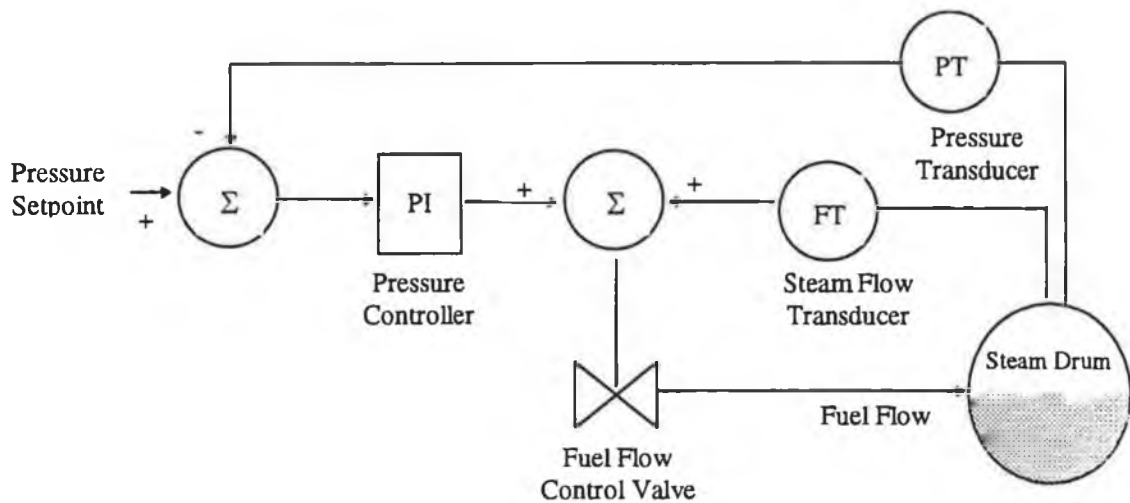 PT
Pressure
Transducer
-
Pressure
Setpoint
+
Σ
PI
Pressure
Controller
+
Σ
+
FT
Steam Flow
Transducer
Steam Drum
Fuel Flow
Fuel Flow
Control Valve